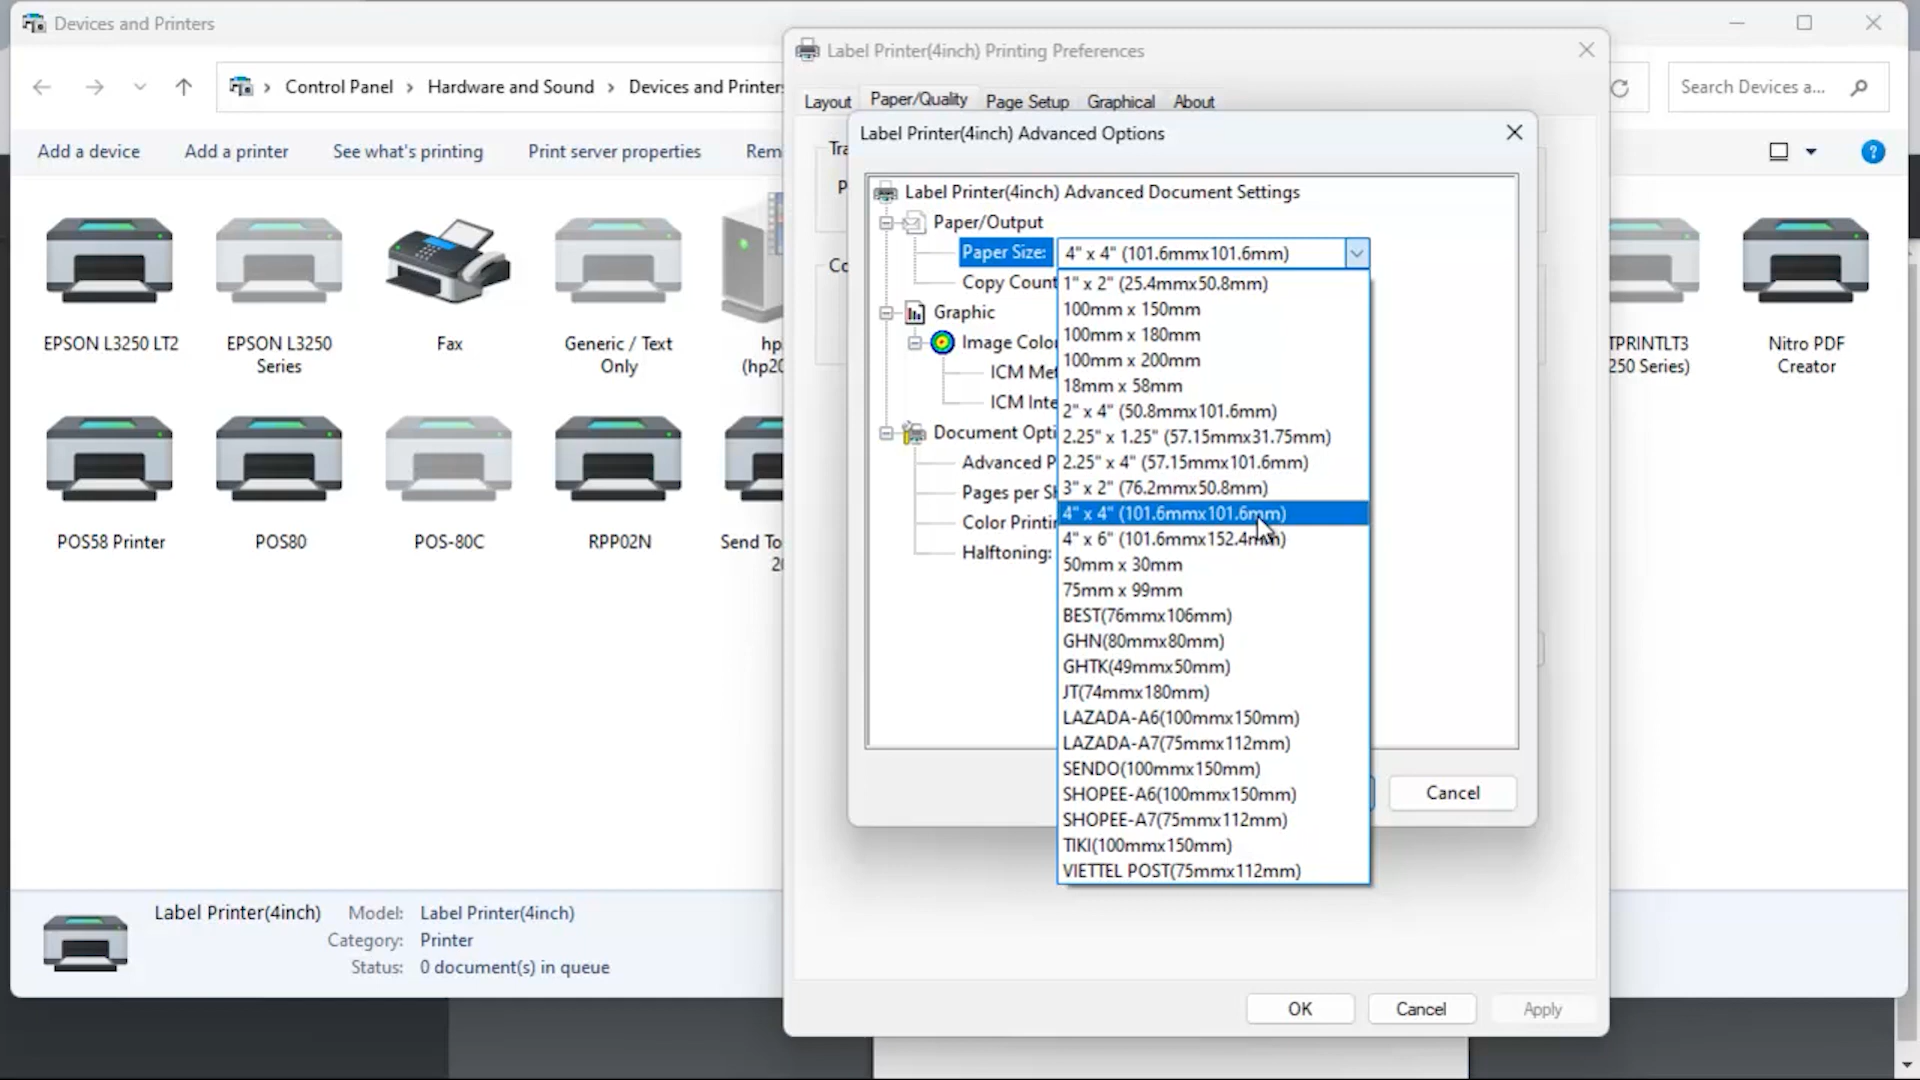 Devices and Printers
Control Panel > Hardware and Sound > Devices and Printers
Search Devices a...
Add a device
Add a printer
See what's printing
Print server properties
Rem
EPSON L3250 LT2
EPSON L3250
Series
Fax
Generic / Text
Only
hp
(hp20
TPRINTLT3
250 Series)
Nitro PDF
Creator
POS58 Printer
POS80
POS-80C
RPP02N
Send To
2
Label Printer(4inch)
Model: Label Printer(4inch)
Category: Printer
Status: 0 document(s) in queue
Label Printer(4inch) Printing Preferences
Layout
Paper/Quality
Page Setup
Graphical
About
Tra
P
Co
Label Printer(4inch) Advanced Options
Label Printer(4inch) Advanced Document Settings
Paper/Output
Paper Size: 4" x 4" (101.6mmx101.6mm)
Copy Count
Graphic
Image Color
ICM Met
ICM Inte
Document Opti
Advanced P
Pages per Sh
Color Printin
Halftoning:
1" x 2" (25.4mmx50.8mm)
100mm x 150mm
100mm x 180mm
100mm x 200mm
18mm x 58mm
2" x 4" (50.8mmx101.6mm)
2.25" x 1.25" (57.15mmx31.75mm)
2.25" x 4" (57.15mmx101.6mm)
3" x 2" (76.2mmx50.8mm)
4" x 4" (101.6mmx101.6mm)
4" x 6" (101.6mmx152.4mm)
50mm x 30mm
75mm x 99mm
BEST(76mmx106mm)
GHN(80mmx80mm)
GHTK(49mmx50mm)
JT(74mmx180mm)
LAZADA-A6(100mmx150mm)
LAZADA-A7(75mmx112mm)
SENDO(100mmx150mm)
SHOPEE-A6(100mmx150mm)
SHOPEE-A7(75mmx112mm)
TIKI(100mmx150mm)
VIETTEL POST(75mmx112mm)
Cancel
OK
Cancel
Apply